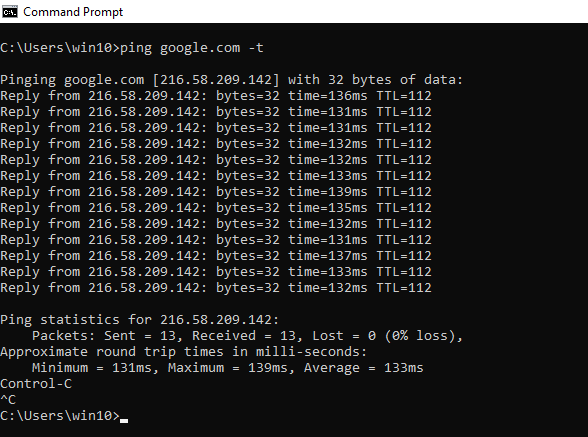 Command Prompt
C:\Users\win10>ping google.com -t
Pinging google.com [216.58.209.142] with 32 bytes of data:
Reply from 216.58.209.142: bytes=32 time=136ms TTL=112
Reply from 216.58.209.142: bytes=32 time=131ms TTL=112
Reply from 216.58.209.142: bytes=32 time=131ms TTL=112
Reply from 216.58.209.142: bytes=32 time=132ms TTL=112
Reply from 216.58.209.142: bytes=32 time=132ms TTL=112
Reply from 216.58.209.142: bytes=32 time=133ms TTL=112
Reply from 216.58.209.142: bytes=32 time=139ms TTL=112
Reply from 216.58.209.142: bytes=32 time=135ms TTL=112
Reply from 216.58.209.142: bytes=32 time=132ms TTL=112
Reply from 216.58.209.142: bytes=32 time=131ms TTL=112
Reply from 216.58.209.142: bytes=32 time=137ms TTL=112
Reply from 216.58.209.142: bytes=32 time=133ms TTL=112
Reply from 216.58.209.142: bytes=32 time=132ms TTL=112
Ping statistics for 216.58.209.142:
    Packets: Sent = 13, Received = 13, Lost = 0 (0% loss),
Approximate round trip times in milli-seconds:
    Minimum = 131ms, Maximum = 139ms, Average = 133ms
Control-C
^C
C:\Users\win10>